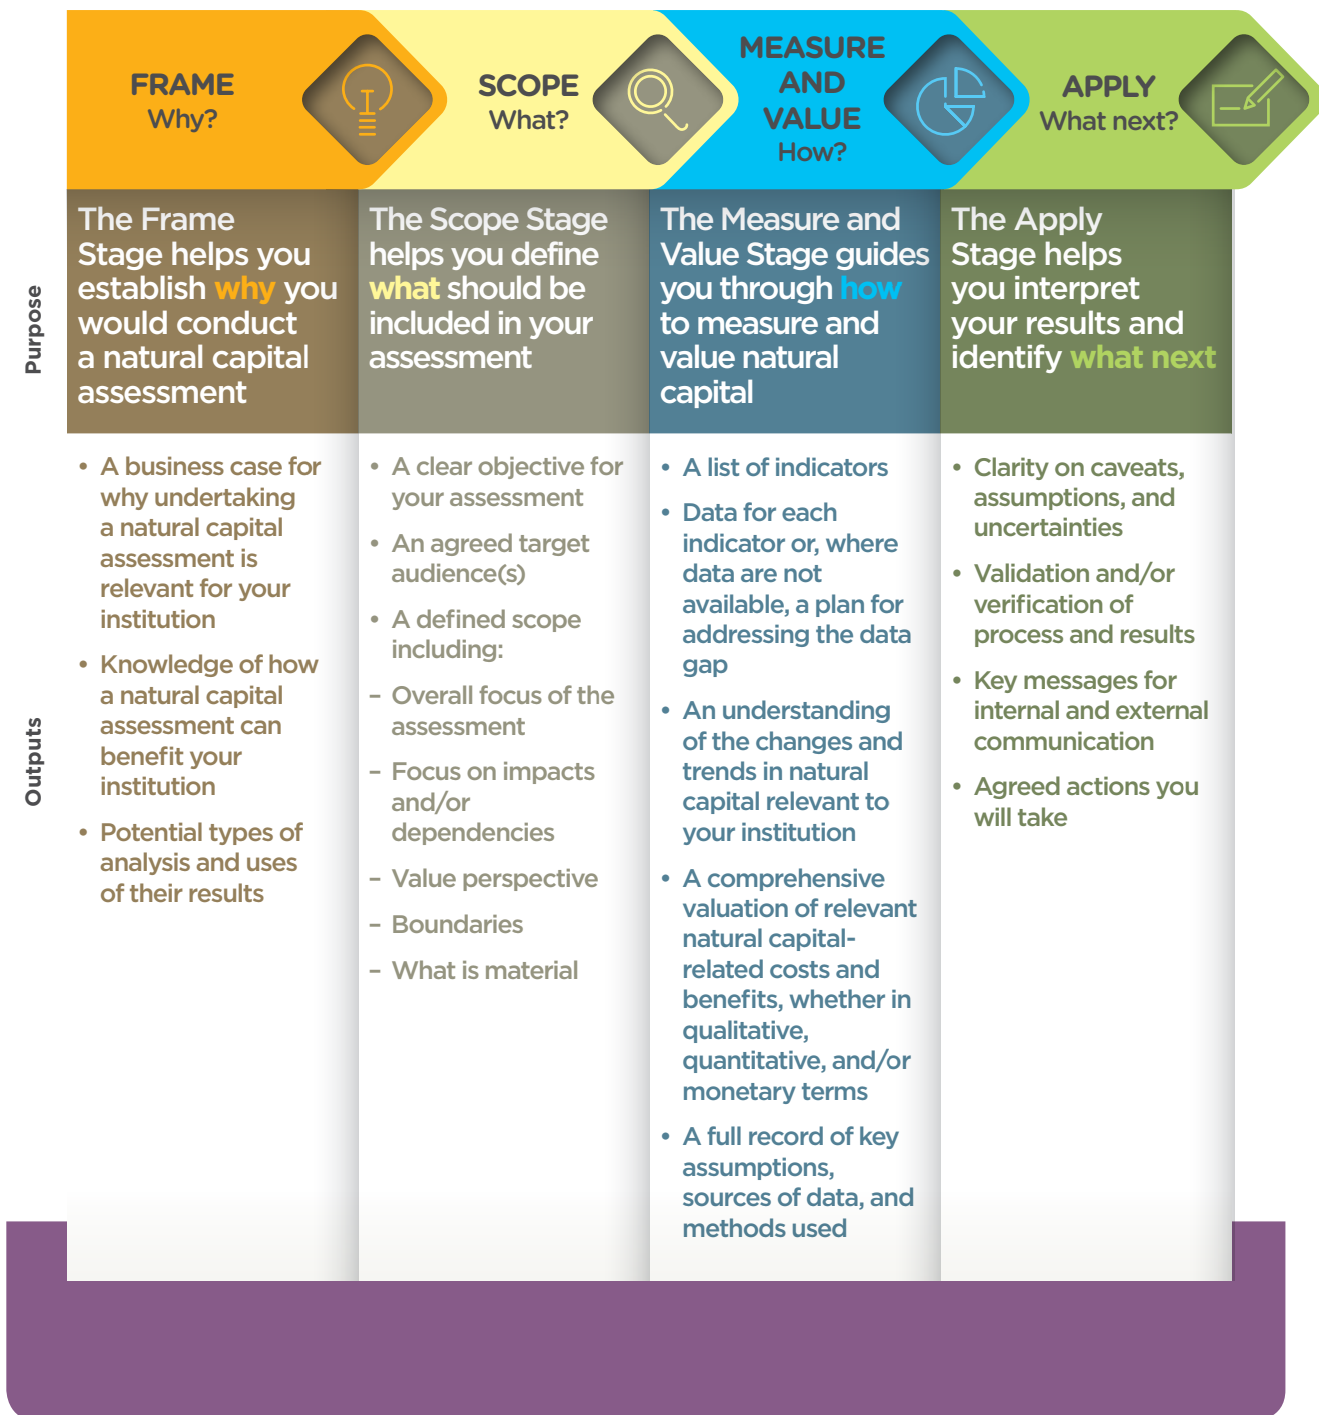 FRAME
Why?
SCOPE
What?
MEASURE
AND
VALUE
How?
APPLY
What next?
Purpose
The Frame
Stage helps you
establish why you
would conduct
a natural capital
assessment
The Scope Stage
helps you define
what should be
included in your
assessment
The Measure and
Value Stage guides
you through how
to measure and
value natural
capital
The Apply
Stage helps
you interpret
your results and
identify what next
Outputs
• A business case for
why undertaking
a natural capital
assessment is
relevant for your
institution
• Knowledge of how
a natural capital
assessment can
benefit your
institution
• Potential types of
analysis and uses
of their results
• A clear objective for
your assessment
• An agreed target
audience(s)
• A defined scope
including:
– Overall focus of the
assessment
– Focus on impacts
and/or
dependencies
– Value perspective
– Boundaries
– What is material
• A list of indicators
• Data for each
indicator or, where
data are not
available, a plan for
addressing the data
gap
• An understanding
of the changes and
trends in natural
capital relevant to
your institution
• A comprehensive
valuation of relevant
natural capital-
related costs and
benefits, whether in
qualitative,
quantitative, and/or
monetary terms
• A full record of key
assumptions,
sources of data, and
methods used
• Clarity on caveats,
assumptions, and
uncertainties
• Validation and/or
verification of
process and results
• Key messages for
internal and external
communication
• Agreed actions you
will take